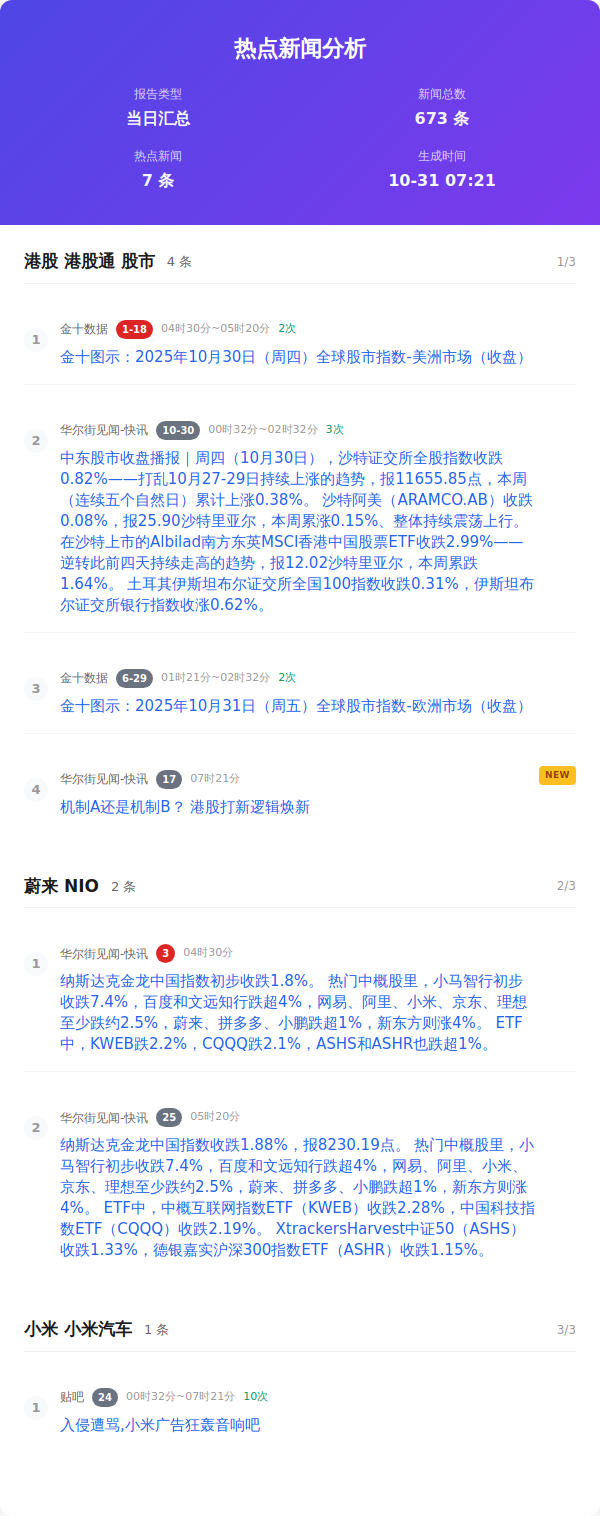 热点新闻分析
报告类型
当日汇总
新闻总数
673 条
热点新闻
7 条
生成时间
10-31 07:21
港股 港股通 股市 4 条 1/3
1
金十数据 1-18 04时30分~05时20分 2次
金十图示：2025年10月30日（周四）全球股市指数-美洲市场（收盘）
2
华尔街见闻-快讯 10-30 00时32分~02时32分 3次
中东股市收盘播报｜周四（10月30日），沙特证交所全股指数收跌
0.82%——打乱10月27-29日持续上涨的趋势，报11655.85点，本周
（连续五个自然日）累计上涨0.38%。 沙特阿美（ARAMCO.AB）收跌
0.08%，报25.90沙特里亚尔，本周累涨0.15%、整体持续震荡上行。
在沙特上市的Albilad南方东英MSCI香港中国股票ETF收跌2.99%——
逆转此前四天持续走高的趋势，报12.02沙特里亚尔，本周累跌
1.64%。 土耳其伊斯坦布尔证交所全国100指数收跌0.31%，伊斯坦布
尔证交所银行指数收涨0.62%。
3
金十数据 6-29 01时21分~02时32分 2次
金十图示：2025年10月31日（周五）全球股市指数-欧洲市场（收盘）
4
华尔街见闻-快讯 17 07时21分 NEW
机制A还是机制B？ 港股打新逻辑焕新
蔚来 NIO 2 条 2/3
1
华尔街见闻-快讯 3 04时30分
纳斯达克金龙中国指数初步收跌1.8%。 热门中概股里，小马智行初步
收跌7.4%，百度和文远知行跌超4%，网易、阿里、小米、京东、理想
至少跌约2.5%，蔚来、拼多多、小鹏跌超1%，新东方则涨4%。 ETF
中，KWEB跌2.2%，CQQQ跌2.1%，ASHS和ASHR也跌超1%。
2
华尔街见闻-快讯 25 05时20分
纳斯达克金龙中国指数收跌1.88%，报8230.19点。 热门中概股里，小
马智行初步收跌7.4%，百度和文远知行跌超4%，网易、阿里、小米、
京东、理想至少跌约2.5%，蔚来、拼多多、小鹏跌超1%，新东方则涨
4%。 ETF中，中概互联网指数ETF（KWEB）收跌2.28%，中国科技指
数ETF（CQQQ）收跌2.19%。 XtrackersHarvest中证50（ASHS）
收跌1.33%，德银嘉实沪深300指数ETF（ASHR）收跌1.15%。
小米 小米汽车 1 条 3/3
1
贴吧 24 00时32分~07时21分 10次
入侵遭骂,小米广告狂轰音响吧